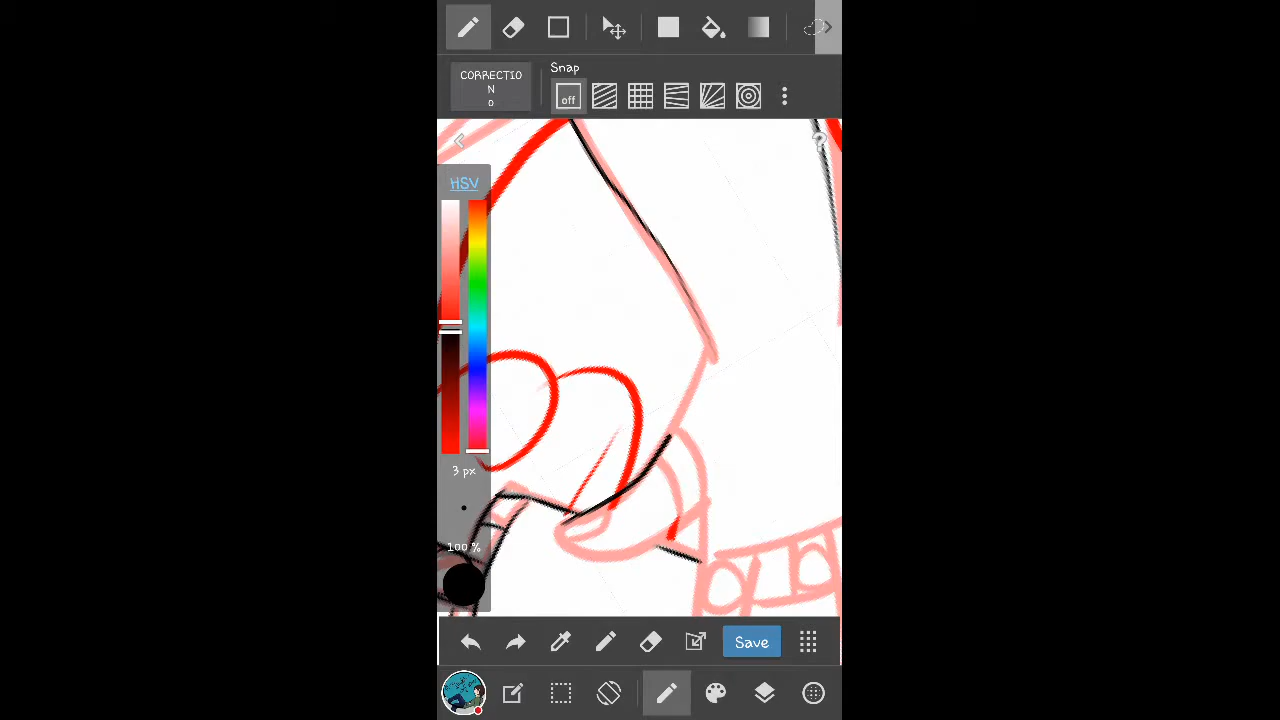 Snap
CORRECTIO
N
0
off
HSV
3 px
100 %
Save